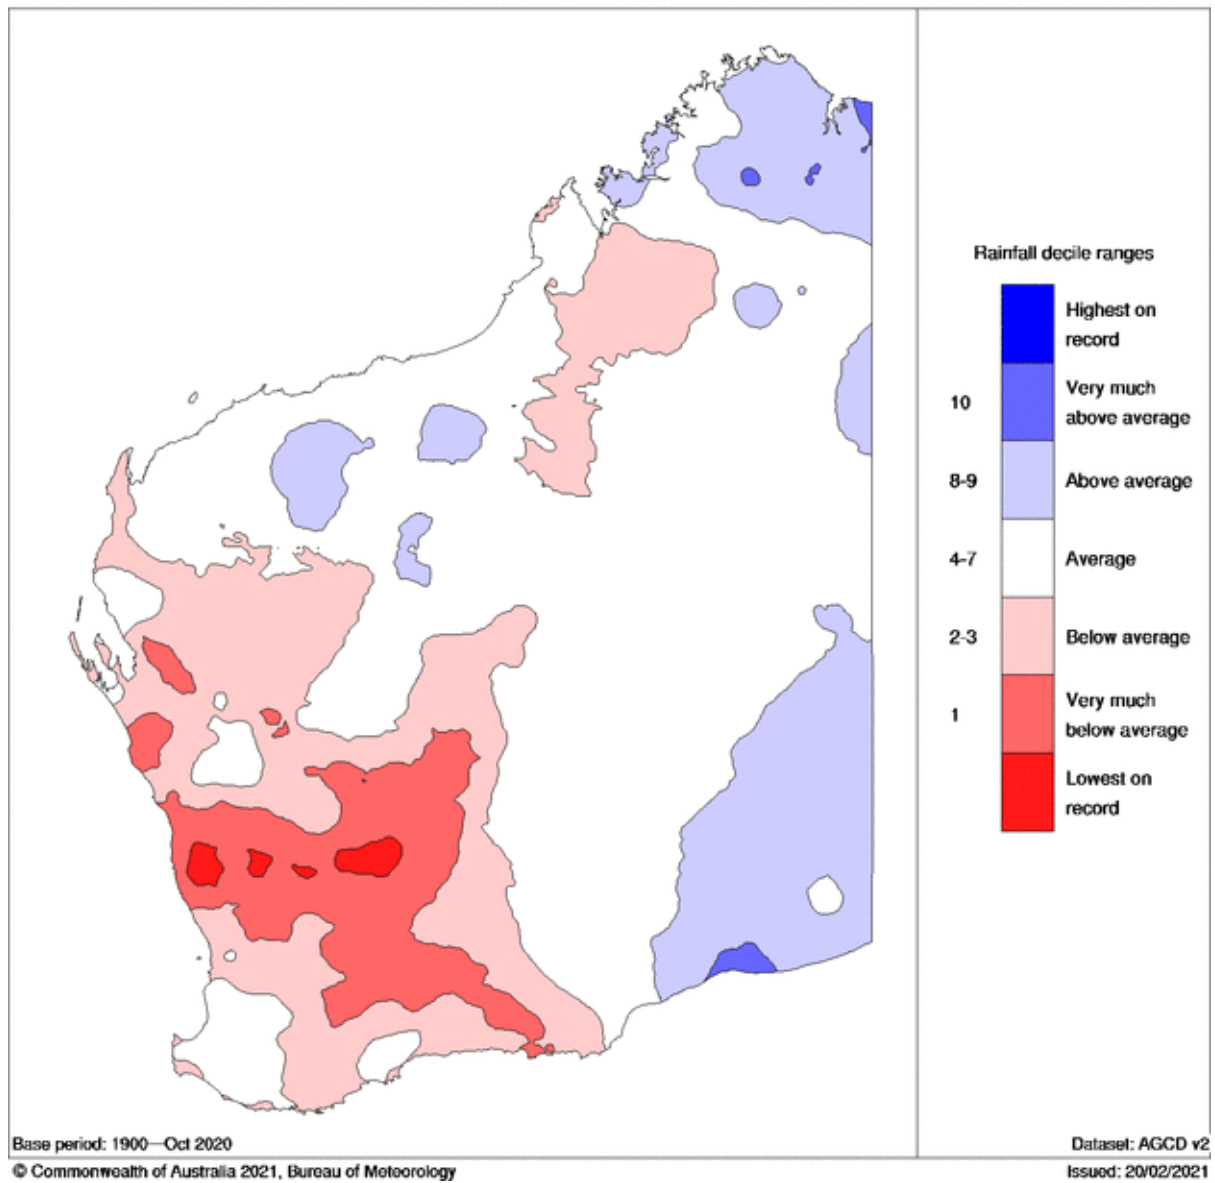 Rainfall decile ranges
Highest on
record
10
Very much
above average
8-9
Above average
4-7
Average
2-3
Below average
1
Very much
below average
Lowest on
record
Base period: 1900—Oct 2020
Dataset: AGCD v2
© Commonwealth of Australia 2021, Bureau of Meteorology
Issued: 20/02/2021